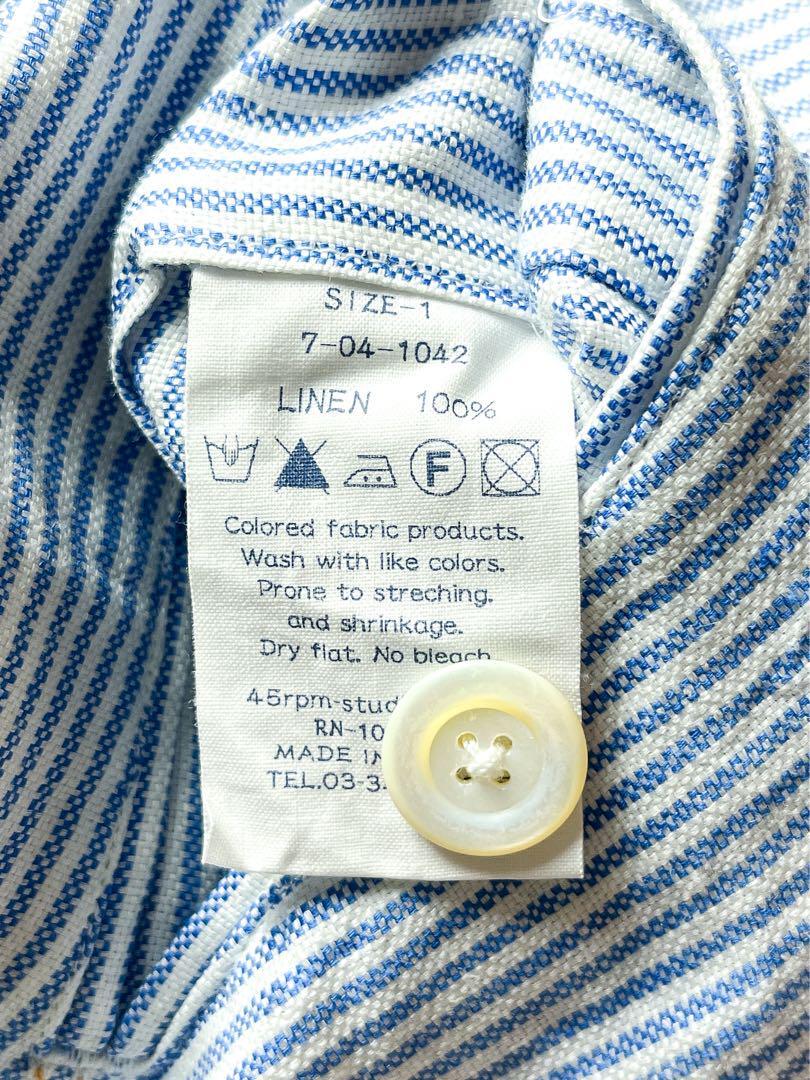 SIZE-1
7-04-1042
LINEN 100%
F
Colored fabric products.
Wash with like colors.
Prone to streching.
and shrinkage.
Dry flat. No bleach
45rpm-stud
RN-10
MADE IN
TEL.03-3